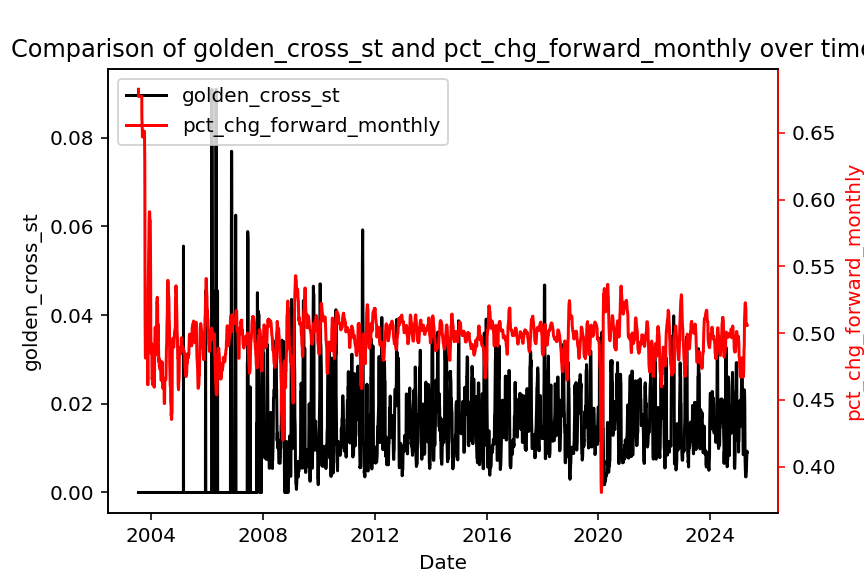 Comparison of golden_cross_st and pct_chg_forward_monthly over time
golden_cross_st
pct_chg_forward_monthly
0.08
0.06
0.04
0.02
0.00
golden_cross_st
0.65
0.60
0.55
0.50
0.45
0.40
pct_chg_forward_monthly
2004
2008
2012
2016
2020
2024
Date